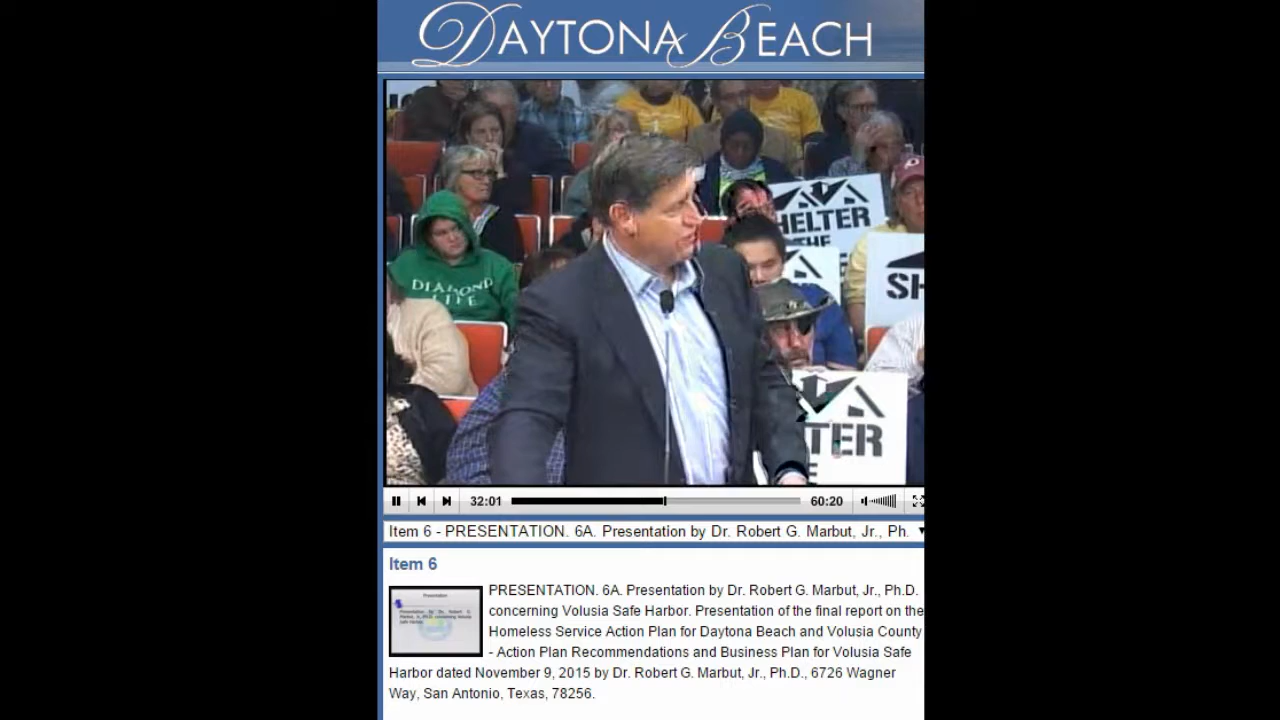 DAYTONA BEACH
SHELTER
THE
DIAMOND
LIFE
SH
TER
32:01
60:20
Item 6 - PRESENTATION. 6A. Presentation by Dr. Robert G. Marbut, Jr., Ph.
Item 6
PRESENTATION. 6A. Presentation by Dr. Robert G. Marbut, Jr., Ph.D.
concerning Volusia Safe Harbor. Presentation of the final report on the
Homeless Service Action Plan for Daytona Beach and Volusia County
- Action Plan Recommendations and Business Plan for Volusia Safe
Harbor dated November 9, 2015 by Dr. Robert G. Marbut, Jr., Ph.D., 6726 Wagner
Way, San Antonio, Texas, 78256.